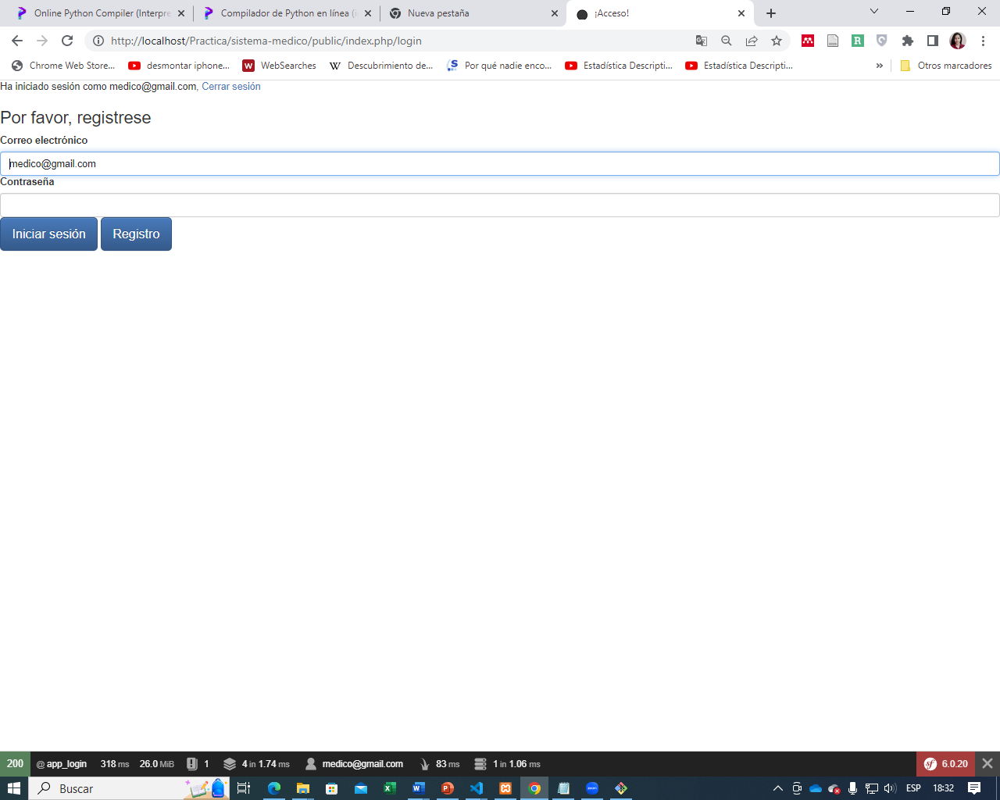 Online Python Compiler (Interpre
Compilador de Python en línea (i
Nueva pestaña
¡Acceso!
http://localhost/Practica/sistema-medico/public/index.php/login
Chrome Web Store...
desmontar iphone...
WebSearches
Descubrimiento de...
Por qué nadie enco...
Estadística Descripti...
Estadística Descripti...
»
Otros marcadores
Ha iniciado sesión como medico@gmail.com, Cerrar sesión
Por favor, registrese
Correo electrónico
medico@gmail.com
Contraseña
Iniciar sesión
Registro
200 @ app_login 318 ms 26.0 MiB 1 4 in 1.74 ms medico@gmail.com 83 ms 1 in 1.06 ms 6.0.20
Buscar
ESP
18:32